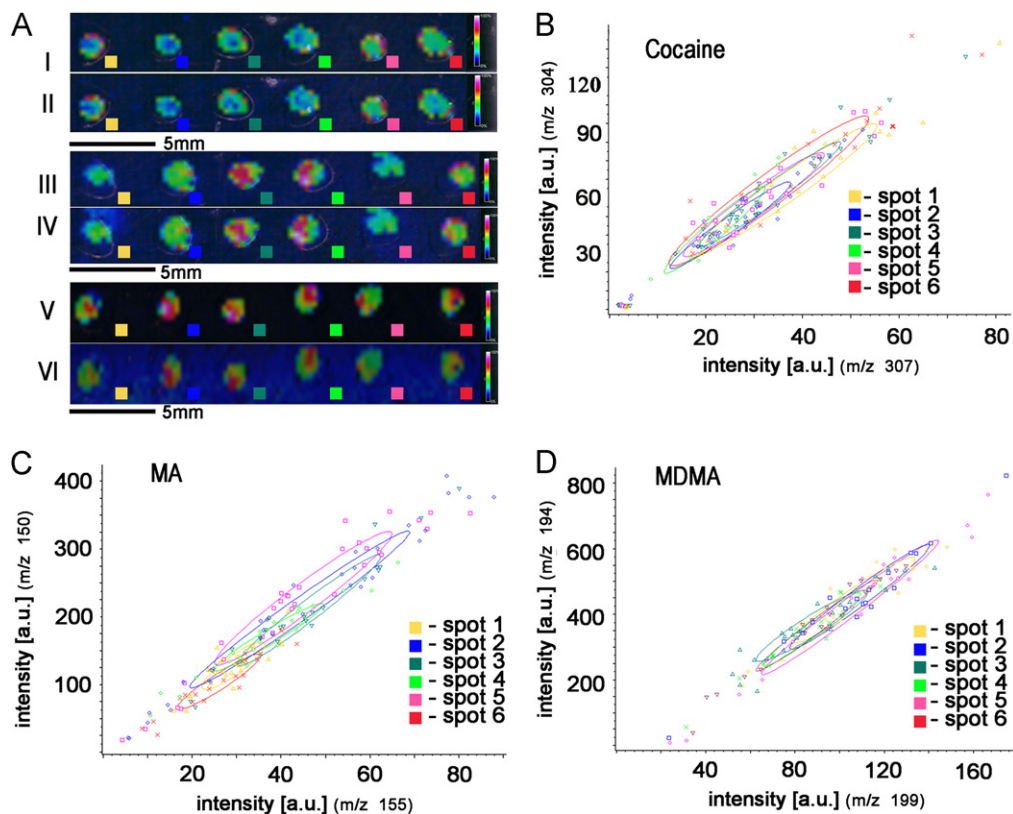 A
I
II
5mm
III
IV
5mm
V
VI
5mm
B
Cocaine
intensity [a.u.] (m/z 304)
120
90
60
30
- spot 1
- spot 2
- spot 3
- spot 4
- spot 5
- spot 6
20 40 60 80
intensity [a.u.] (m/z 307)
C
MA
intensity [a.u.] (m/z 150)
400
300
200
100
- spot 1
- spot 2
- spot 3
- spot 4
- spot 5
- spot 6
20 40 60 80
intensity [a.u.] (m/z 155)
D
MDMA
intensity [a.u.] (m/z 194)
800
600
400
200
- spot 1
- spot 2
- spot 3
- spot 4
- spot 5
- spot 6
40 80 120 160
intensity [a.u.] (m/z 199)